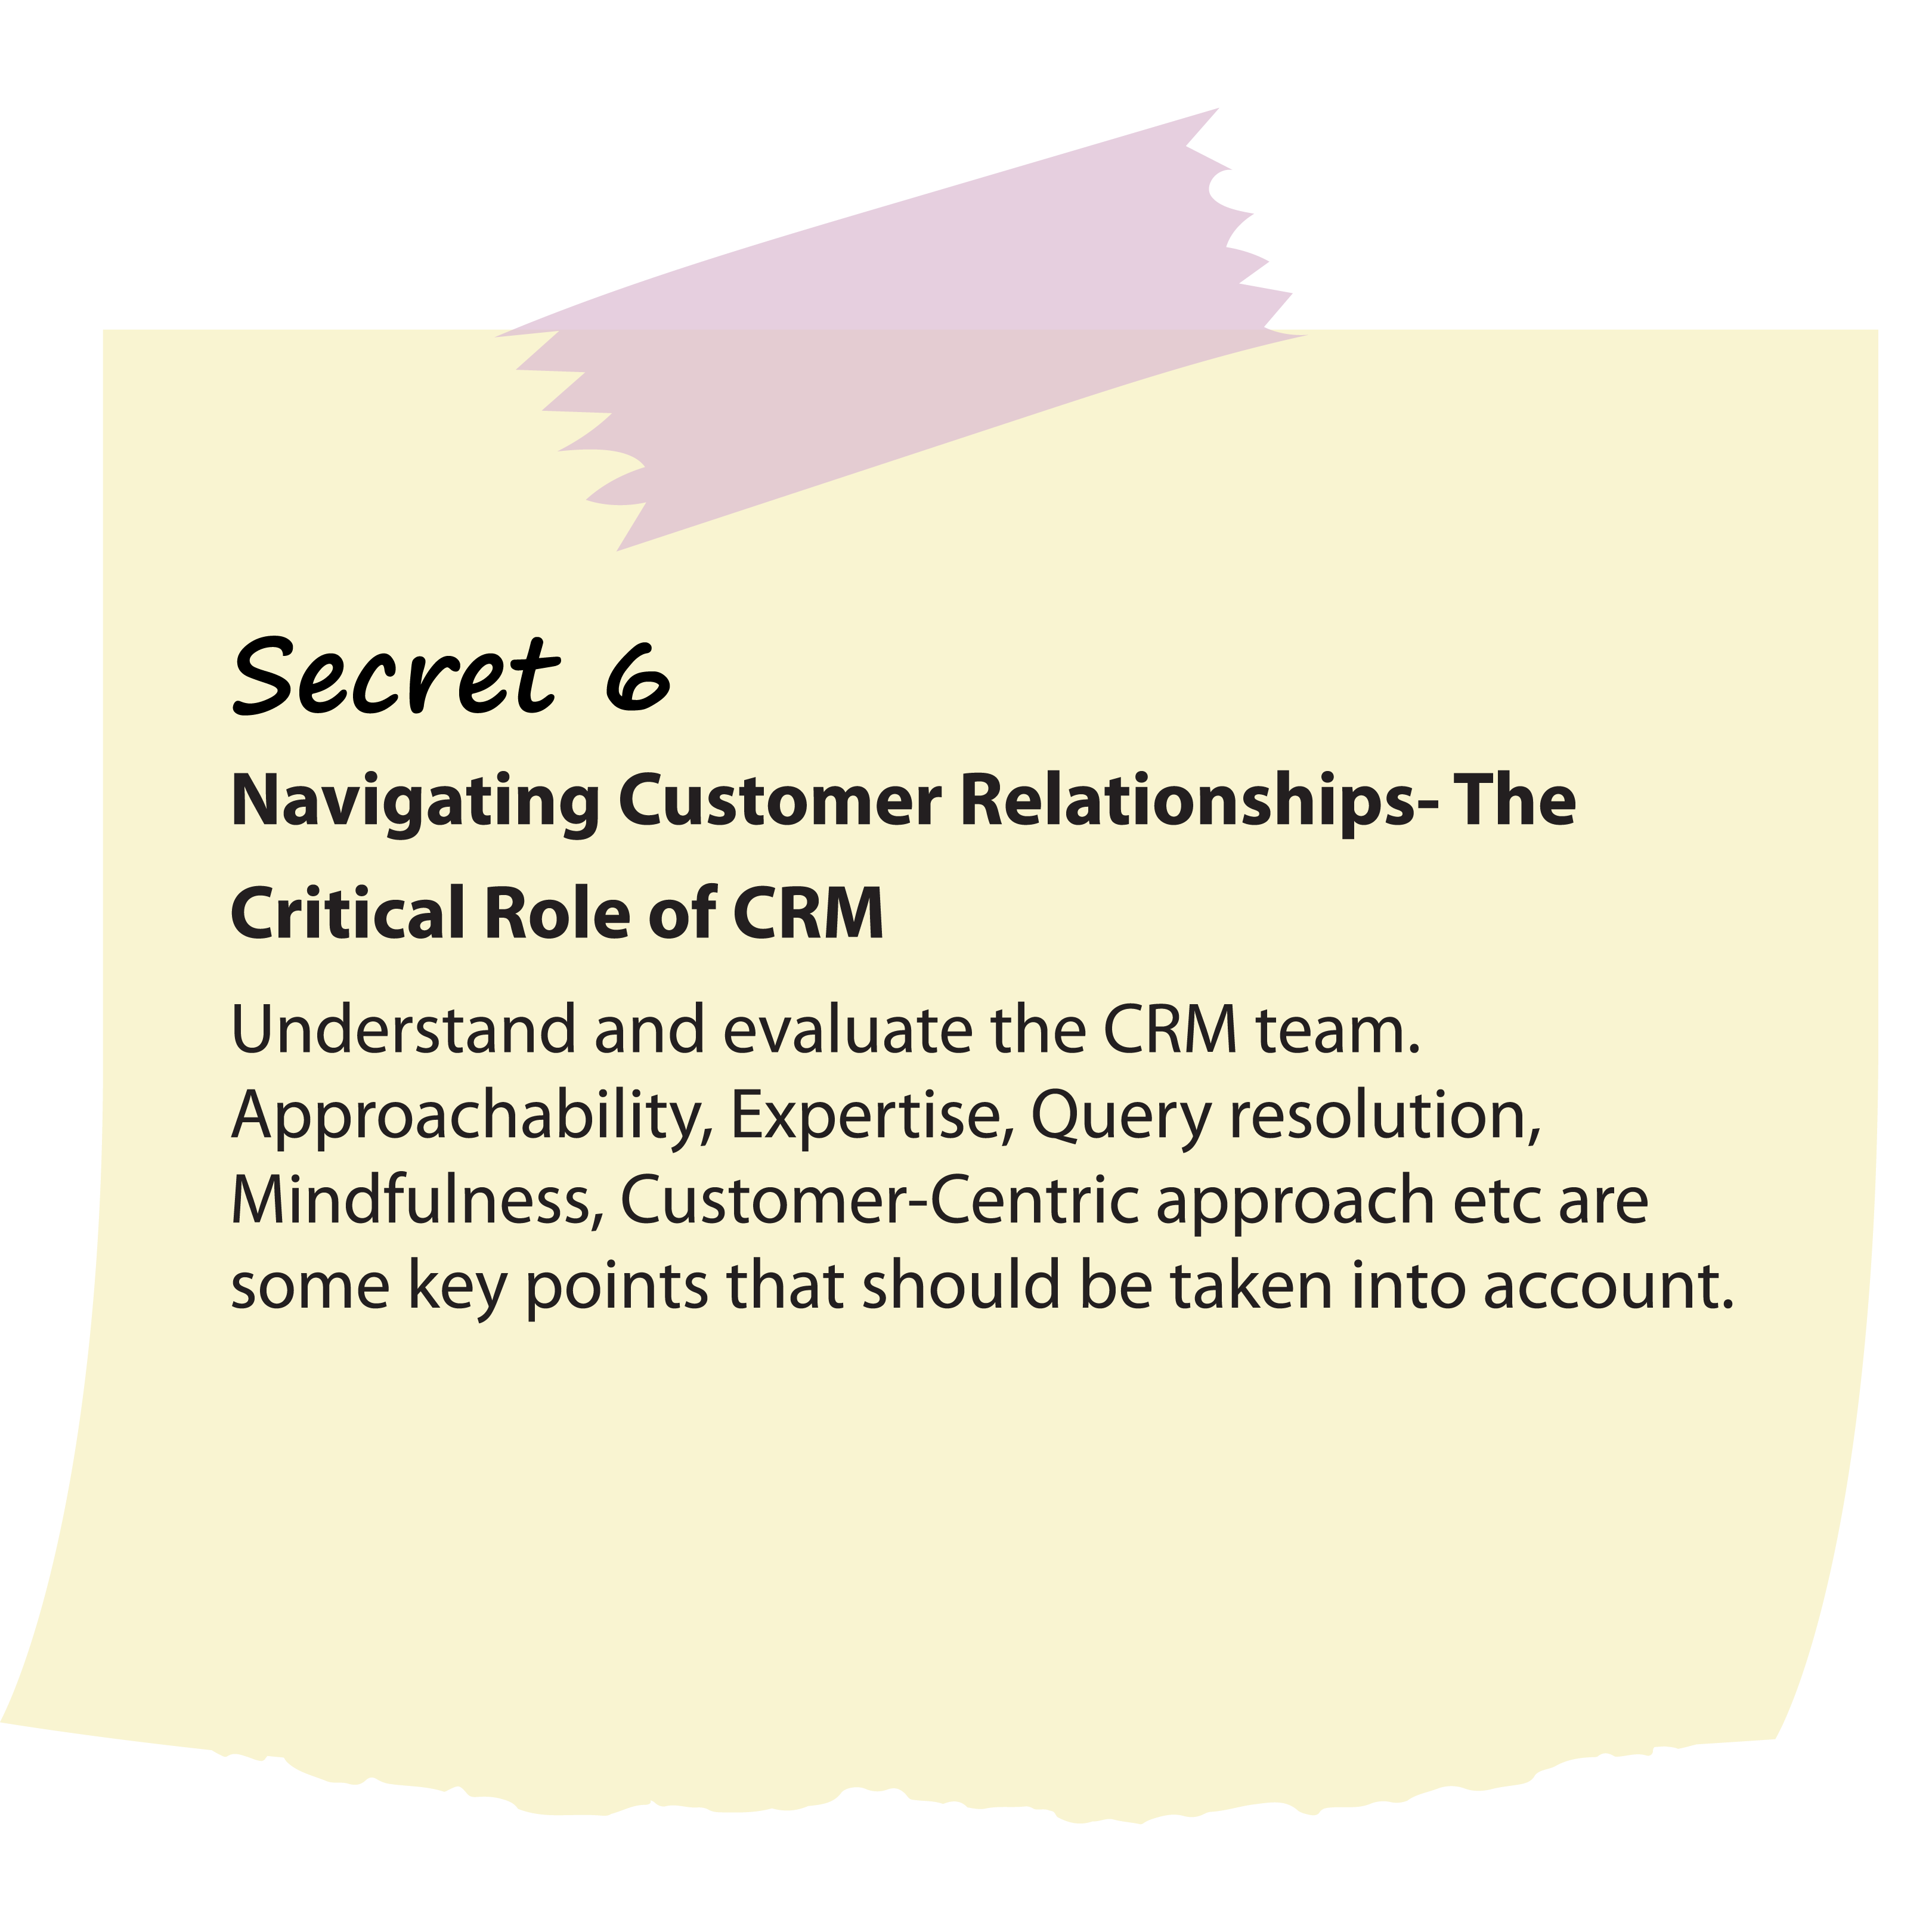 Secret 6
Navigating Customer Relationships- The
Critical Role of CRM
Understand and evaluate the CRM team.
Approachability, Expertise, Query resolution,
Mindfulness, Customer-Centric approach etc are
some key points that should be taken into account.